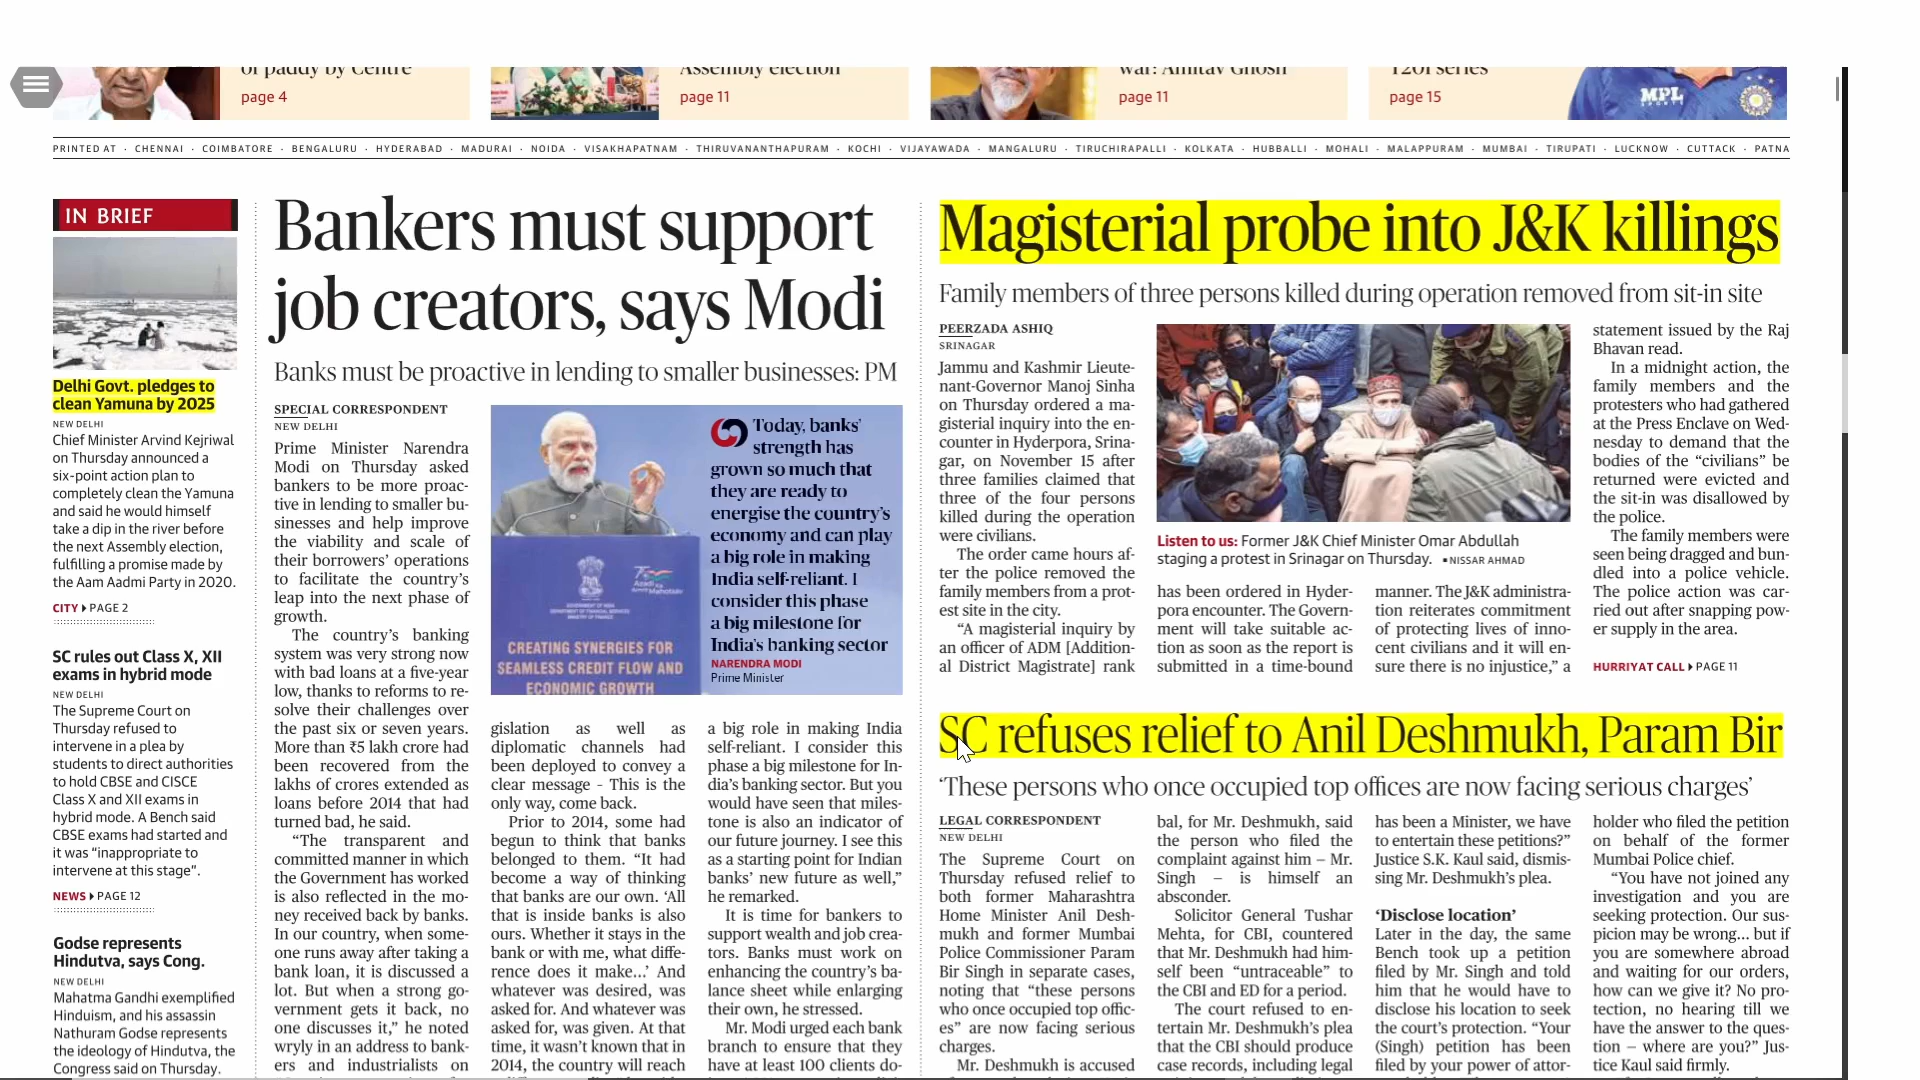 of paddy by Centre
page 4
Assembly election
page 11
war: Amitav Ghosh
page 11
T20I series
page 15
MPL
SPORTS
PRINTED AT · CHENNAI · COIMBATORE · BENGALURU · HYDERABAD · MADURAI · NOIDA · VISAKHAPATNAM · THIRUVANANTHAPURAM · KOCHI · VIJAYAWADA · MANGALURU · TIRUCHIRAPALLI · KOLKATA · HUBBALLI · MOHALI · MALAPPURAM · MUMBAI · TIRUPATI · LUCKNOW · CUTTACK · PATNA
IN BRIEF
Delhi Govt. pledges to
clean Yamuna by 2025
NEW DELHI
Chief Minister Arvind Kejriwal
on Thursday announced a
six-point action plan to
completely clean the Yamuna
and said he would himself
take a dip in the river before
the next Assembly election,
fulfilling a promise made by
the Aam Aadmi Party in 2020.
CITY PAGE 2
SC rules out Class X, XII
exams in hybrid mode
NEW DELHI
The Supreme Court on
Thursday refused to
intervene in a plea by
students to direct authorities
to hold CBSE and CISCE
Class X and XII exams in
hybrid mode. A Bench said
CBSE exams had started and
it was “inappropriate to
intervene at this stage”.
NEWS PAGE 12
Godse represents
Hindutva, says Cong.
NEW DELHI
Mahatma Gandhi exemplified
Hinduism, and his assassin
Nathuram Godse represents
the ideology of Hindutva, the
Congress said on Thursday.
Bankers must support
job creators, says Modi
Banks must be proactive in lending to smaller businesses: PM
SPECIAL CORRESPONDENT
NEW DELHI
Prime Minister Narendra
Modi on Thursday asked
bankers to be more proac-
tive in lending to smaller bu-
sinesses and help improve
the viability and scale of
their borrowers’ operations
to facilitate the country’s
leap into the next phase of
growth.
The country’s banking
system was very strong now
with bad loans at a five-year
low, thanks to reforms to re-
solve their challenges over
the past six or seven years.
More than ₹5 lakh crore had
been recovered from the
lakhs of crores extended as
loans before 2014 that had
turned bad, he said.
“The transparent and
committed manner in which
the Government has worked
is also reflected in the mo-
ney received back by banks.
In our country, when some-
one runs away after taking a
bank loan, it is discussed a
lot. But when a strong go-
vernment gets it back, no
one discusses it,” he noted
wryly in an address to bank-
ers and industrialists on
CREATING SYNERGIES FOR
SEAMLESS CREDIT FLOW AND
ECONOMIC GROWTH
Today, banks’
strength has
grown so much that
they are ready to
energise the country’s
economy and can play
a big role in making
India self-reliant. I
consider this phase
a big milestone for
India’s banking sector
NARENDRA MODI
Prime Minister
gislation as well as
diplomatic channels had
been deployed to convey a
clear message - This is the
only way, come back.
Prior to 2014, some had
begun to think that banks
belonged to them. “It had
become a way of thinking
that banks are our own. ‘All
that is inside banks is also
ours. Whether it stays in the
bank or with me, what diffe-
rence does it make...’ And
whatever was desired, was
asked for. And whatever was
asked for, was given. At that
time, it wasn’t known that in
2014, the country will reach
a big role in making India
self-reliant. I consider this
phase a big milestone for In-
dia’s banking sector. But you
would have seen that miles-
tone is also an indicator of
our future journey. I see this
as a starting point for Indian
banks’ new future as well,”
he remarked.
It is time for bankers to
support wealth and job crea-
tors. Banks must work on
enhancing the country’s ba-
lance sheet while enlarging
their own, he stressed.
Mr. Modi urged each bank
branch to ensure that they
have at least 100 clients do-
Magisterial probe into J&K killings
Family members of three persons killed during operation removed from sit-in site
PEERZADA ASHIQ
SRINAGAR
Jammu and Kashmir Lieute-
nant-Governor Manoj Sinha
on Thursday ordered a ma-
gisterial inquiry into the en-
counter in Hyderpora, Srina-
gar, on November 15 after
three families claimed that
three of the four persons
killed during the operation
were civilians.
The order came hours af-
ter the police removed the
family members from a prot-
est site in the city.
“A magisterial inquiry by
an officer of ADM [Addition-
al District Magistrate] rank
Listen to us: Former J&K Chief Minister Omar Abdullah
staging a protest in Srinagar on Thursday. ▪ NISSAR AHMAD
has been ordered in Hyder-
pora encounter. The Govern-
ment will take suitable ac-
tion as soon as the report is
submitted in a time-bound
manner. The J&K administra-
tion reiterates commitment
of protecting lives of inno-
cent civilians and it will en-
sure there is no injustice,” a
statement issued by the Raj
Bhavan read.
In a midnight action, the
family members and the
protesters who had gathered
at the Press Enclave on Wed-
nesday to demand that the
bodies of the “civilians” be
returned were evicted and
the sit-in was disallowed by
the police.
The family members were
seen being dragged and bun-
dled into a police vehicle.
The police action was car-
ried out after snapping pow-
er supply in the area.
HURRIYAT CALL PAGE 11
SC refuses relief to Anil Deshmukh, Param Bir
‘These persons who once occupied top offices are now facing serious charges’
LEGAL CORRESPONDENT
NEW DELHI
The Supreme Court on
Thursday refused relief to
both former Maharashtra
Home Minister Anil Desh-
mukh and former Mumbai
Police Commissioner Param
Bir Singh in separate cases,
noting that “these persons
who once occupied top offic-
es” are now facing serious
charges.
Mr. Deshmukh is accused
bal, for Mr. Deshmukh, said
the person who filed the
complaint against him – Mr.
Singh – is himself an
absconder.
Solicitor General Tushar
Mehta, for CBI, countered
that Mr. Deshmukh had him-
self been “untraceable” to
the CBI and ED for a period.
The court refused to en-
tertain Mr. Deshmukh’s plea
that the CBI should produce
case records, including legal
has been a Minister, we have
to entertain these petitions?”
Justice S.K. Kaul said, dismis-
sing Mr. Deshmukh’s plea.
‘Disclose location’
Later in the day, the same
Bench took up a petition
filed by Mr. Singh and told
him that he would have to
disclose his location to seek
the court’s protection. “Your
(Singh) petition has been
filed by your power of attor-
holder who filed the petition
on behalf of the former
Mumbai Police chief.
“You have not joined any
investigation and you are
seeking protection. Our sus-
picion may be wrong... but if
you are somewhere abroad
and waiting for our orders,
how can we give it? No pro-
tection, no hearing till we
have the answer to the ques-
tion – where are you?” Jus-
tice Kaul said firmly.